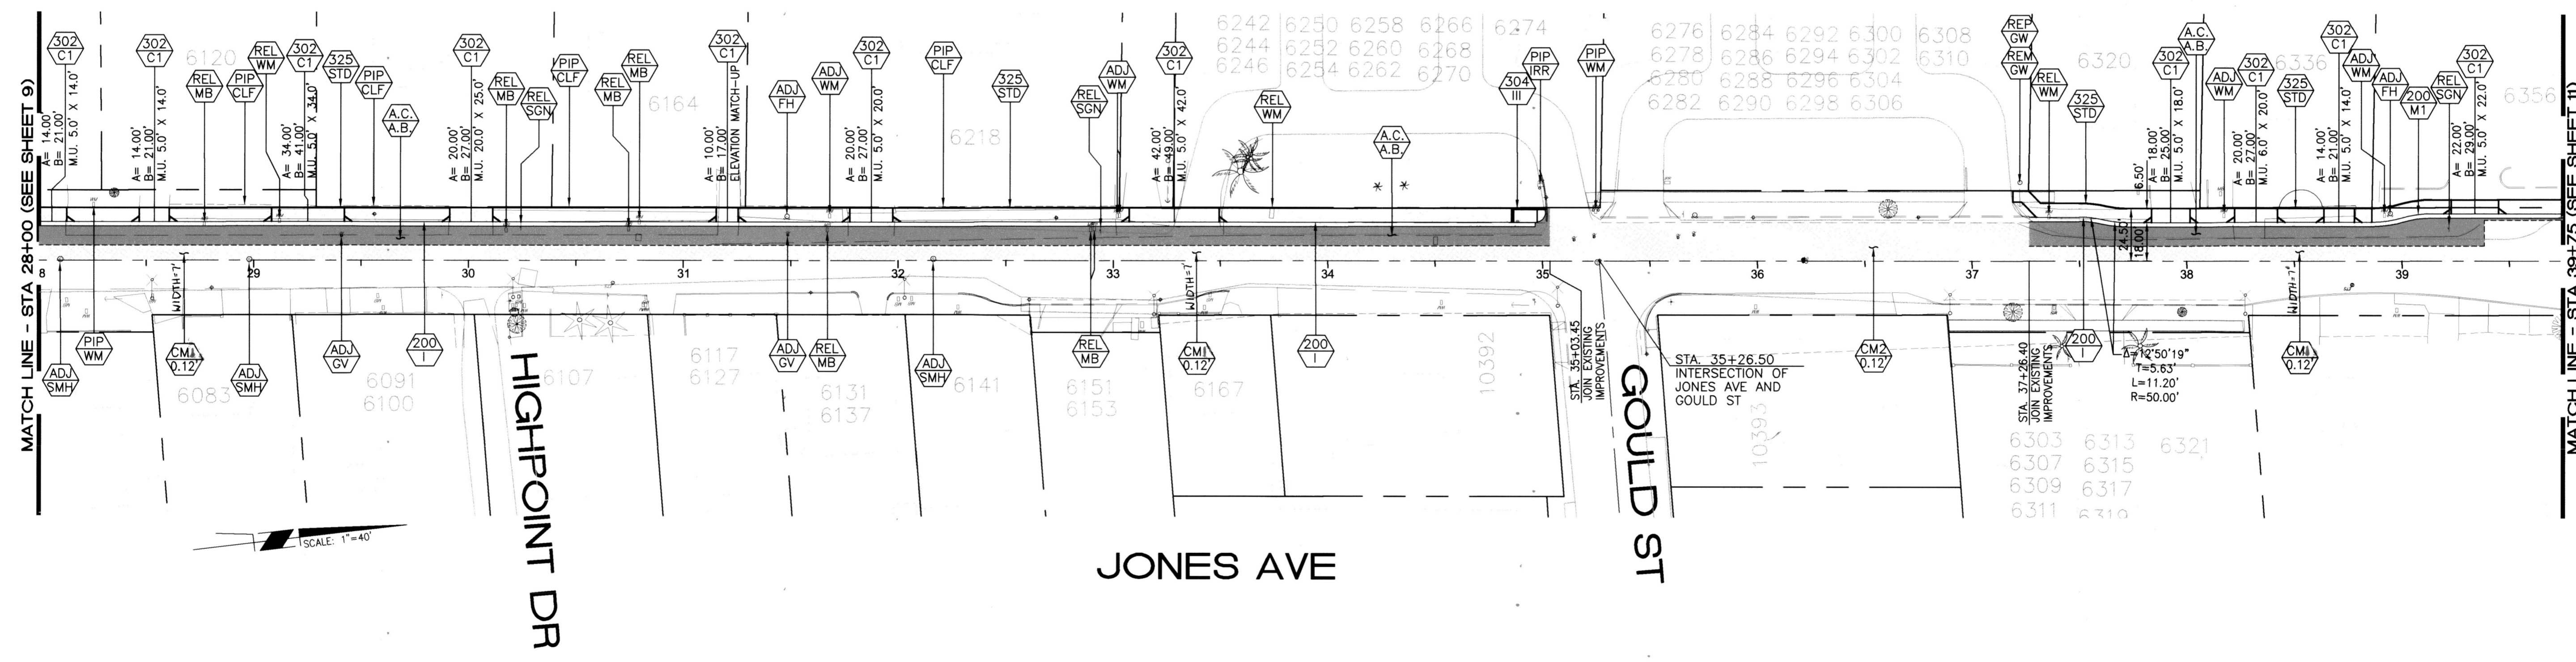 MATCH LINE - STA 28+00 (SEE SHEET 9)
302
C1
A= 14.00'
B= 21.00'
M.U. 5.0' X 14.0'
302
C1
A= 14.00'
B= 21.00'
M.U. 5.0' X 14.0'
6120
REL
MB
PIP
CLF
REL
WM
302
C1
A= 34.00'
B= 41.00'
M.U. 5.0' X 34.0'
325
STD
PIP
CLF
A.C.
A.B.
302
C1
A= 20.00'
B= 27.00'
M.U. 20.0' X 25.0'
REL
MB
REL
SGN
PIP
CLF
REL
MB
REL
MB
6164
302
C1
A= 10.00'
B= 17.00'
ELEVATION MATCH-UP
ADJ
FH
ADJ
WM
302
C1
A= 20.00'
B= 27.00'
M.U. 5.0' X 20.0'
PIP
CLF
6218
325
STD
REL
SGN
ADJ
WM
302
C1
A= 42.00'
B= 49.00'
M.U. 5.0' X 42.0'
6242 6250 6258 6266 6274
6244 6252 6260 6268
6246 6254 6262 6270
REL
WM
A.C.
A.B.
304
III
PIP
IRR
PIP
WM
6276 6284 6292 6300 6308
6278 6286 6294 6302 6310
6280 6288 6296 6304
6282 6290 6298 6306
REP
GW
REM
GW
REL
WM
6320
325
STD
6.50'
302
C1
A= 18.00'
B= 25.00'
M.U. 5.0' X 18.0'
A.C.
A.B.
ADJ
WM
302
C1
A= 20.00'
B= 27.00'
M.U. 6.0' X 20.0'
6336
325
STD
302
C1
A= 14.00'
B= 21.00'
M.U. 5.0' X 14.0'
ADJ
WM
ADJ
FH
200
M1
REL
SGN
302
C1
A= 22.00'
B= 29.00'
M.U. 5.0' X 22.0'
6356
MATCH LINE - STA 39+75 (SEE SHEET 11)
24.53'
18.00'
8 29 30 31 32 33 34 35 36 37 38 39
WIDTH=7'
WIDTH=7'
WIDTH=7'
PIP
WM
ADJ
SMH
0.12'
6083
ADJ
SMH
ADJ
GV
6091
6100
200
I
HIGHPOINT DR
6107
6117
6127
ADJ
GV
REL
MB
6131
6137
ADJ
SMH
6141
REL
MB
6151
6153
0.12'
6167
200
I
10392
STA. 35+03.45
JOIN EXISTING
IMPROVEMENTS
GOULD ST
STA. 35+26.50
INTERSECTION OF
JONES AVE AND
GOULD ST
10393
CM2
0.12'
STA. 37+26.40
JOIN EXISTING
IMPROVEMENTS
200
I
Δ=12°50'19"
T=5.63'
L=11.20'
R=50.00'
0.12'
6303 6313 6321
6307 6315
6309 6317
6311 6319
SCALE: 1"=40'
JONES AVE